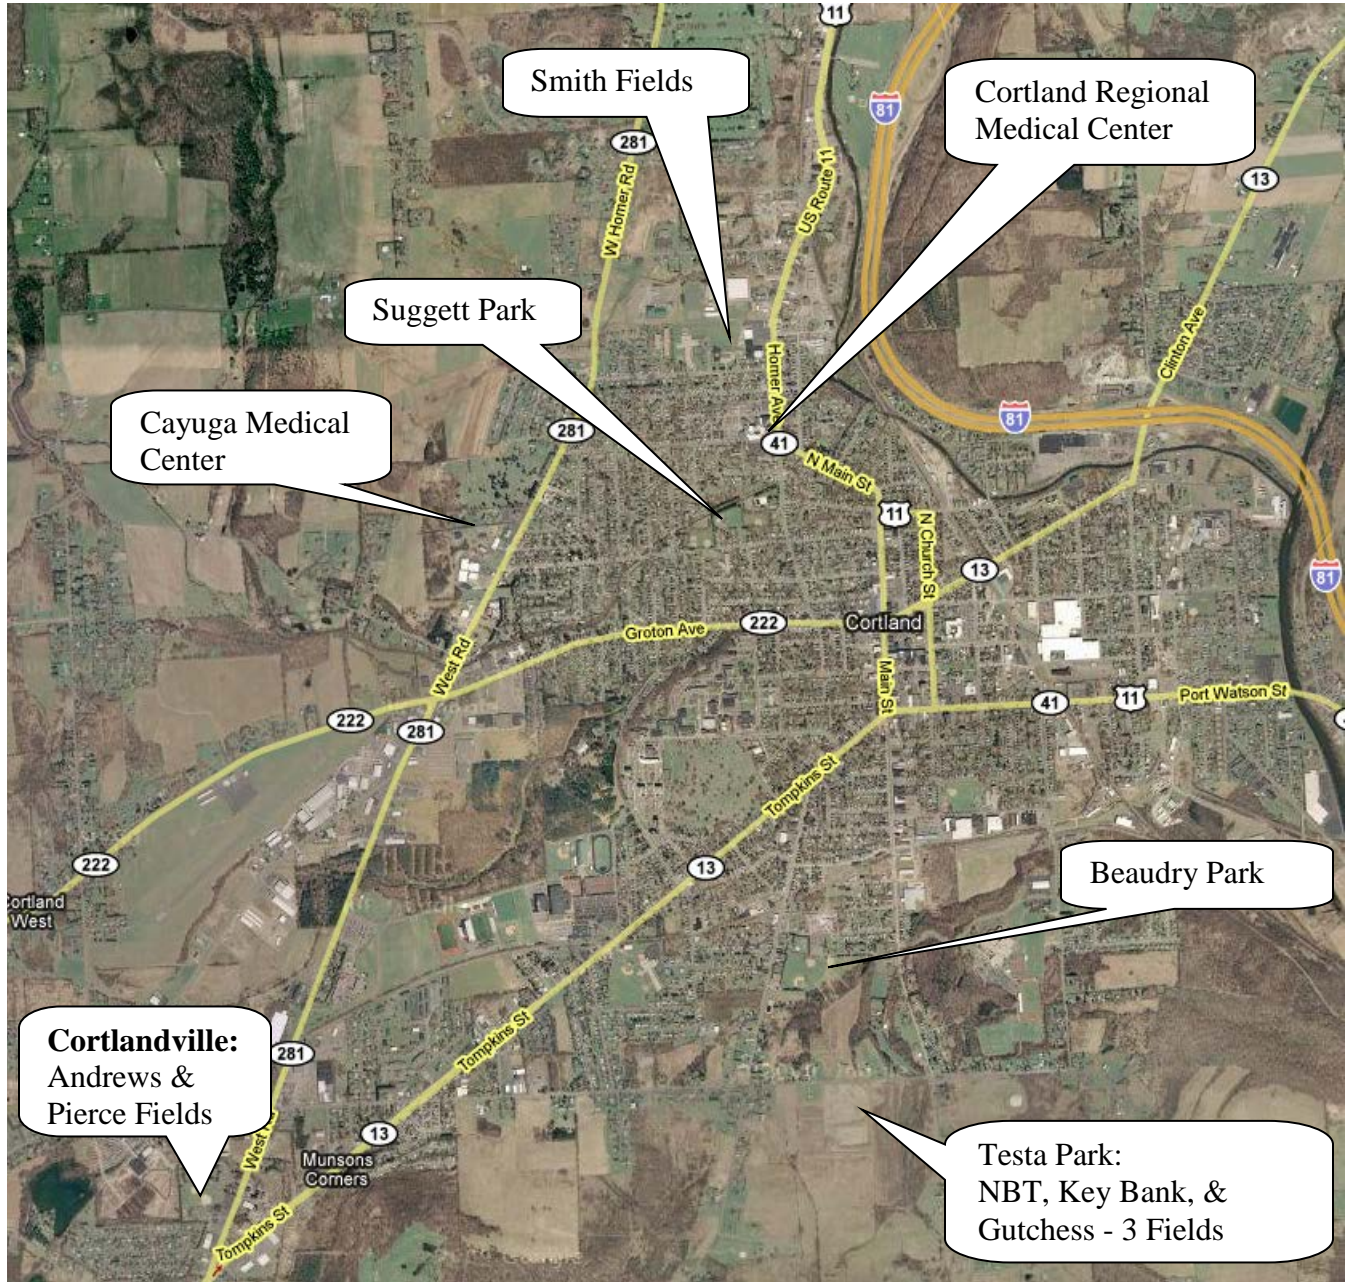 11
Smith Fields
Cortland Regional
Medical Center
81
13
281
W Homer Rd
US Route 11
Suggett Park
Homer Ave
Clinton Ave
Cayuga Medical
Center
281
41
81
N Main St
11
N Church St
13
81
Groton Ave
222
Cortland
West Rd
Main St
222
281
41
11
Port Watson St
4
Tompkins St
222
13
Beaudry Park
Cortland
West
Cortlandville:
Andrews &
Pierce Fields
281
Tompkins St
West R
13
Munsons
Corners
Testa Park:
NBT, Key Bank, &
Gutchess - 3 Fields
Tompkins St